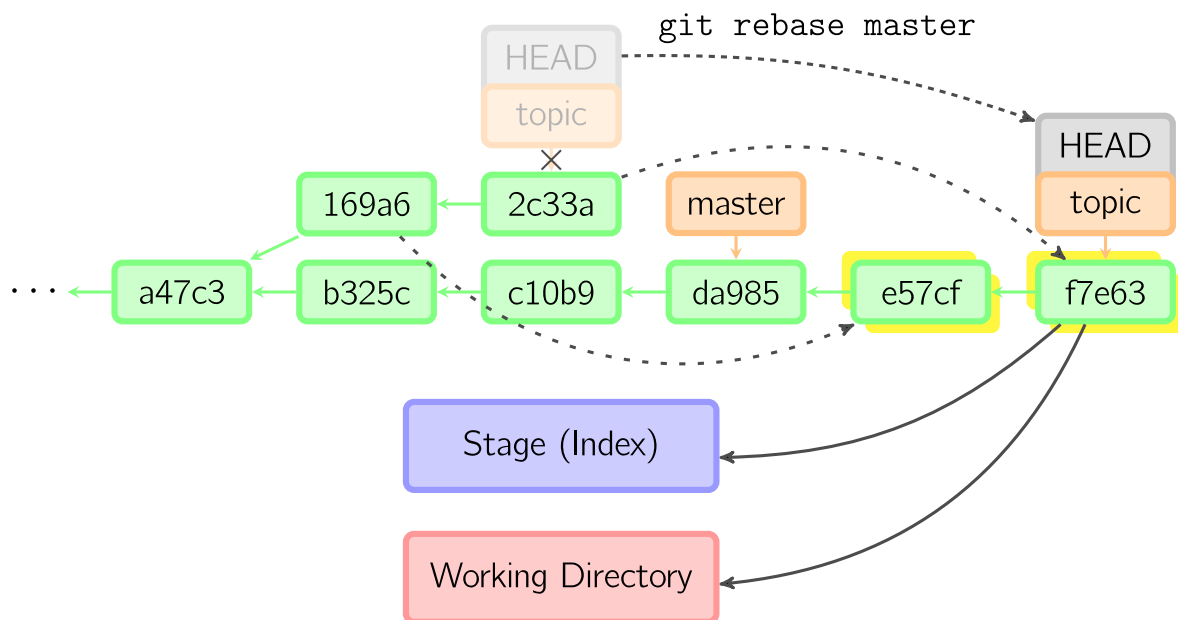 git rebase master
HEAD
topic
HEAD
topic
169a6
2c33a
master
...
a47c3
b325c
c10b9
da985
e57cf
f7e63
Stage (Index)
Working Directory